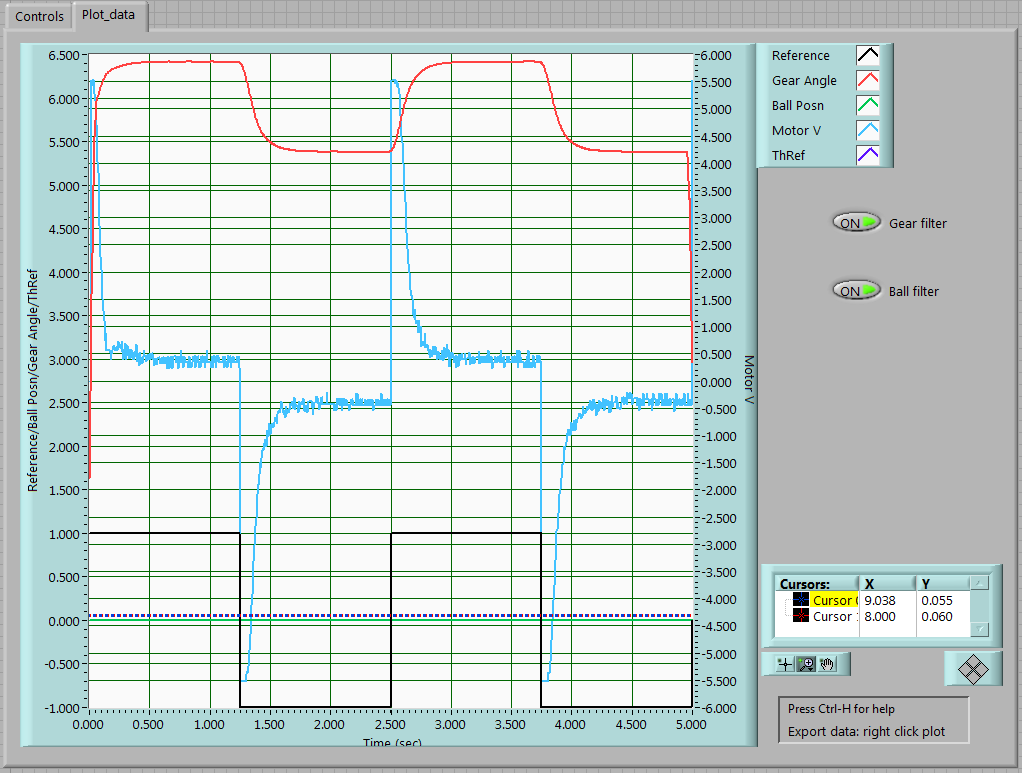 Controls
Plot_data
6.500
6.000
5.500
5.000
4.500
4.000
3.500
3.000
2.500
2.000
1.500
1.000
0.500
0.000
-0.500
-1.000
Reference/Ball Posn/Gear Angle/ThRef
0.000 0.500 1.000 1.500 2.000 2.500 3.000 3.500 4.000 4.500 5.000
Time (sec)
6.000
5.500
5.000
4.500
4.000
3.500
3.000
2.500
2.000
1.500
1.000
0.500
0.000
-0.500
-1.000
-1.500
-2.000
-2.500
-3.000
-3.500
-4.000
-4.500
-5.000
-5.500
-6.000
Motor V
Reference
Gear Angle
Ball Posn
Motor V
ThRef
ON Gear filter
ON Ball filter
Cursors: X Y
Cursor 9.038 0.055
Cursor 8.000 0.060
Press Ctrl-H for help
Export data: right click plot